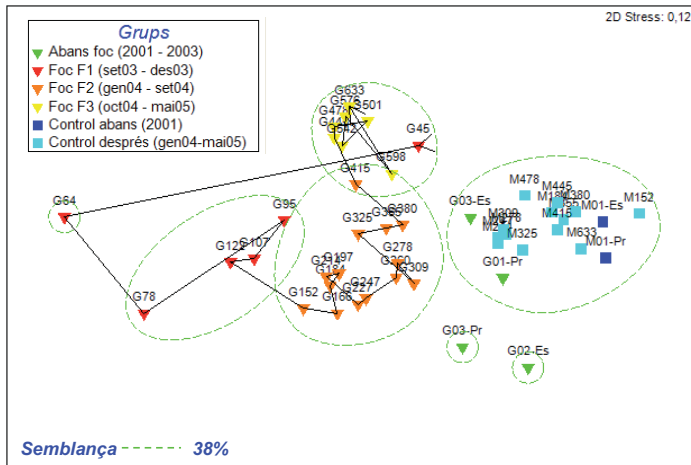 2D Stress: 0,12
Grups
Abans foc (2001 - 2003)
Foc F1 (set03 - des03)
Foc F2 (gen04 - set04)
Foc F3 (oct04 - mai05)
Control abans (2001)
Control després (gen04-mai05)
G633
G576
G501
G45
G598
G415
G64
G95
G380
G325
G122
G107
G278
G197
G309
G247
G227
G78
G152
G166
M478
M445
M380
M152
G03-Es
M01-Es
M415
M325
M633
M01-Pr
G01-Pr
G03-Pr
G02-Es
Semblança
38%